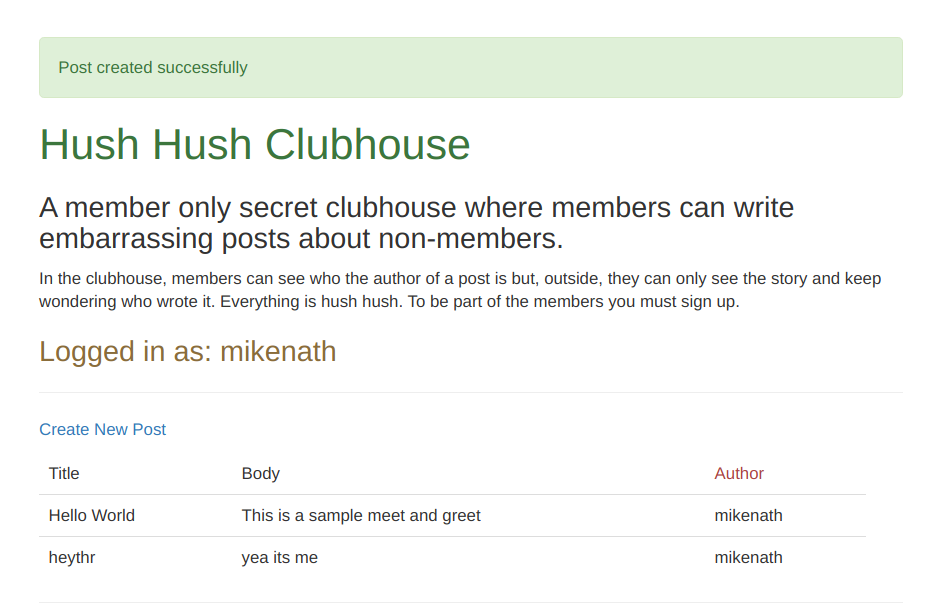 Post created successfully
Hush Hush Clubhouse
A member only secret clubhouse where members can write
embarrassing posts about non-members.
In the clubhouse, members can see who the author of a post is but, outside, they can only see the story and keep
wondering who wrote it. Everything is hush hush. To be part of the members you must sign up.
Logged in as: mikenath
Create New Post
Title Body Author
Hello World This is a sample meet and greet mikenath
heythr yea its me mikenath